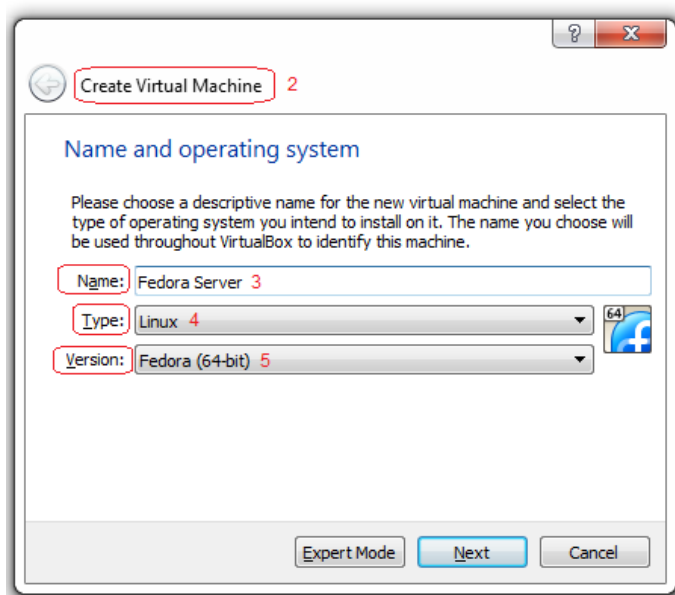 ?
X
Create Virtual Machine 2
Name and operating system
Please choose a descriptive name for the new virtual machine and select the
type of operating system you intend to install on it. The name you choose will
be used throughout VirtualBox to identify this machine.
Name: Fedora Server 3
Type: Linux 4
64
Version: Fedora (64-bit) 5
Expert Mode Next Cancel